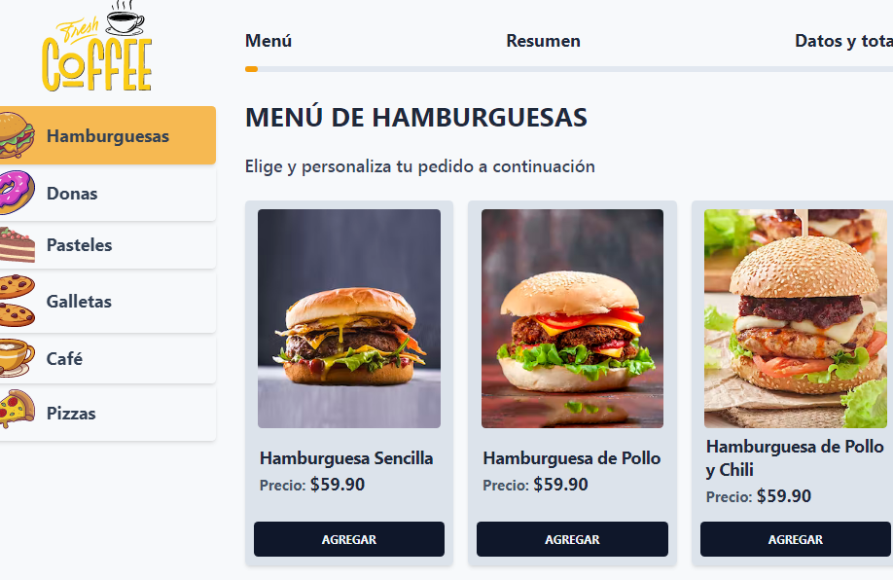 Fresh
COFFEE
Menú
Resumen
Datos y tota
Hamburguesas
Donas
Pasteles
Galletas
Café
Pizzas
MENÚ DE HAMBURGUESAS
Elige y personaliza tu pedido a continuación
Hamburguesa Sencilla
Precio: $59.90
AGREGAR
Hamburguesa de Pollo
Precio: $59.90
AGREGAR
Hamburguesa de Pollo
y Chili
Precio: $59.90
AGREGAR